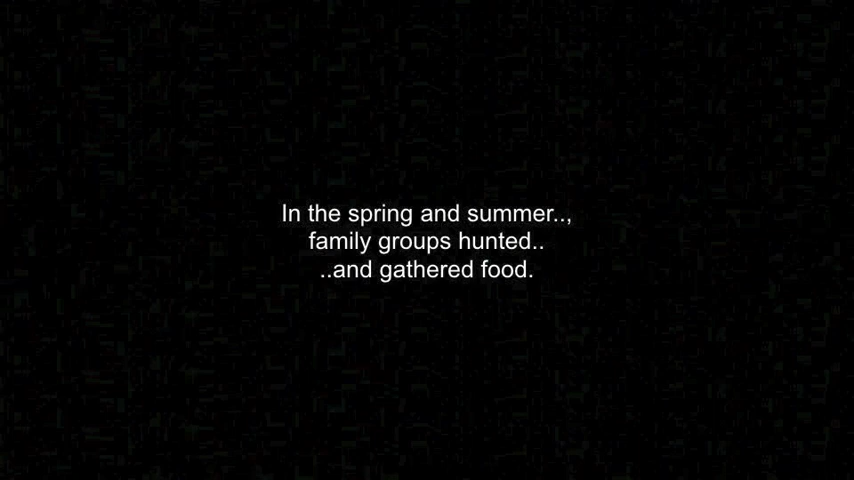 In the spring and summer..,
family groups hunted..
..and gathered food.